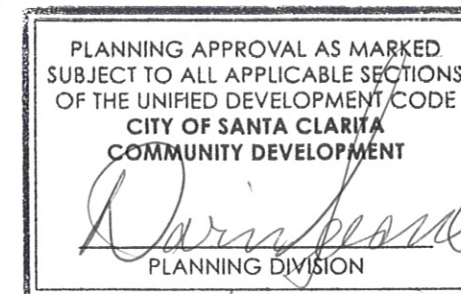 PLANNING APPROVAL AS MARKED
SUBJECT TO ALL APPLICABLE SECTIONS
OF THE UNIFIED DEVELOPMENT CODE
CITY OF SANTA CLARITA
COMMUNITY DEVELOPMENT
PLANNING DIVISION